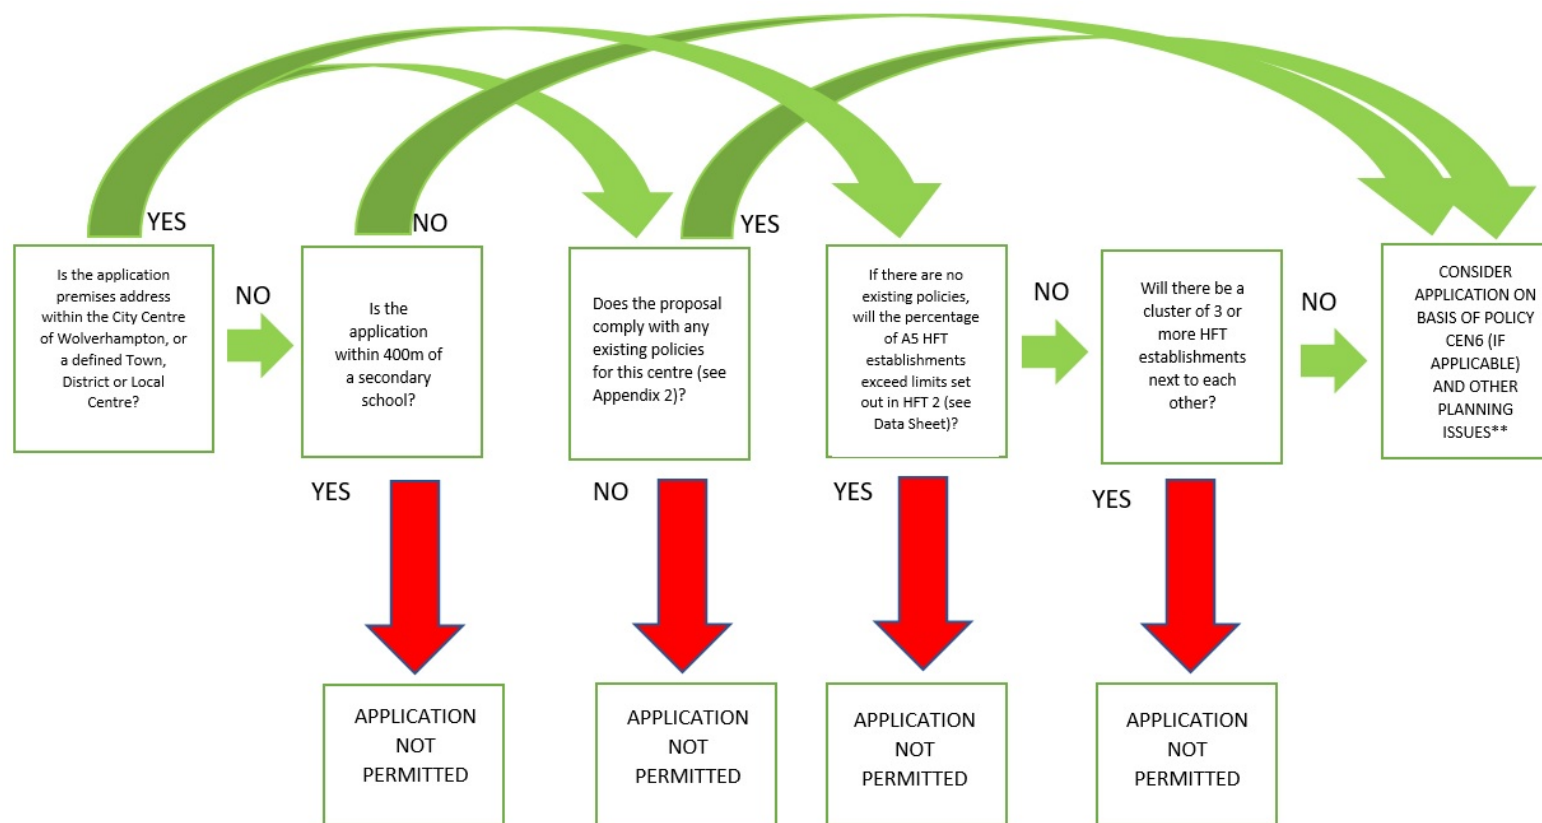 YES
NO
YES
Is the application
premises address
within the City Centre
of Wolverhampton, or
a defined Town,
District or Local
Centre?
NO
Is the
application
within 400m of
a secondary
school?
Does the proposal
comply with any
existing policies
for this centre (see
Appendix 2)?
If there are no
existing policies,
will the percentage
of A5 HFT
establishments
exceed limits set
out in HFT 2 (see
Data Sheet)?
NO
Will there be a
cluster of 3 or
more HFT
establishments
next to each
other?
NO
CONSIDER
APPLICATION ON
BASIS OF POLICY
CEN6 (IF
APPLICABLE)
AND OTHER
PLANNING
ISSUES**
YES
NO
YES
YES
APPLICATION
NOT
PERMITTED
APPLICATION
NOT
PERMITTED
APPLICATION
NOT
PERMITTED
APPLICATION
NOT
PERMITTED